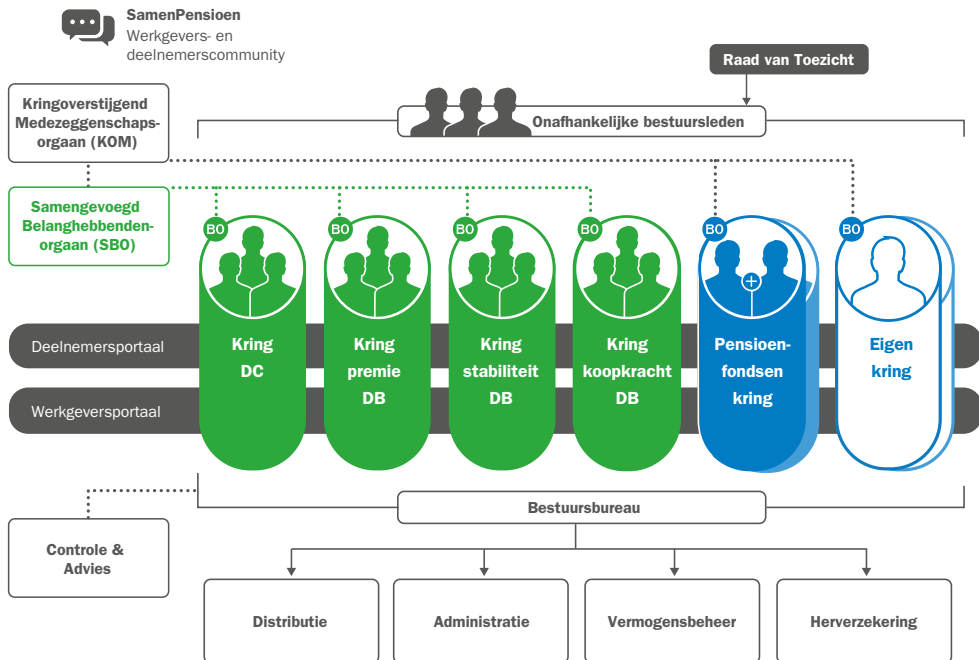 SamenPensioen
Werkgevers- en
deelnemerscommunity
Raad van Toezicht
Kringoverstijgend
Medezeggenschaps-
orgaan (KOM)
Onafhankelijke bestuursleden
Samengevoegd
Belanghebbenden-
orgaan (SBO)
BO
BO
BO
BO
BO
BO
Deelnemersportaal
Werkgeversportaal
Kring
DC
Kring
premie
DB
Kring
stabiliteit
DB
Kring
koopkracht
DB
Pensioen-
fondsen
kring
Eigen
kring
Bestuursbureau
Controle &
Advies
Distributie
Administratie
Vermogensbeheer
Herverzekering